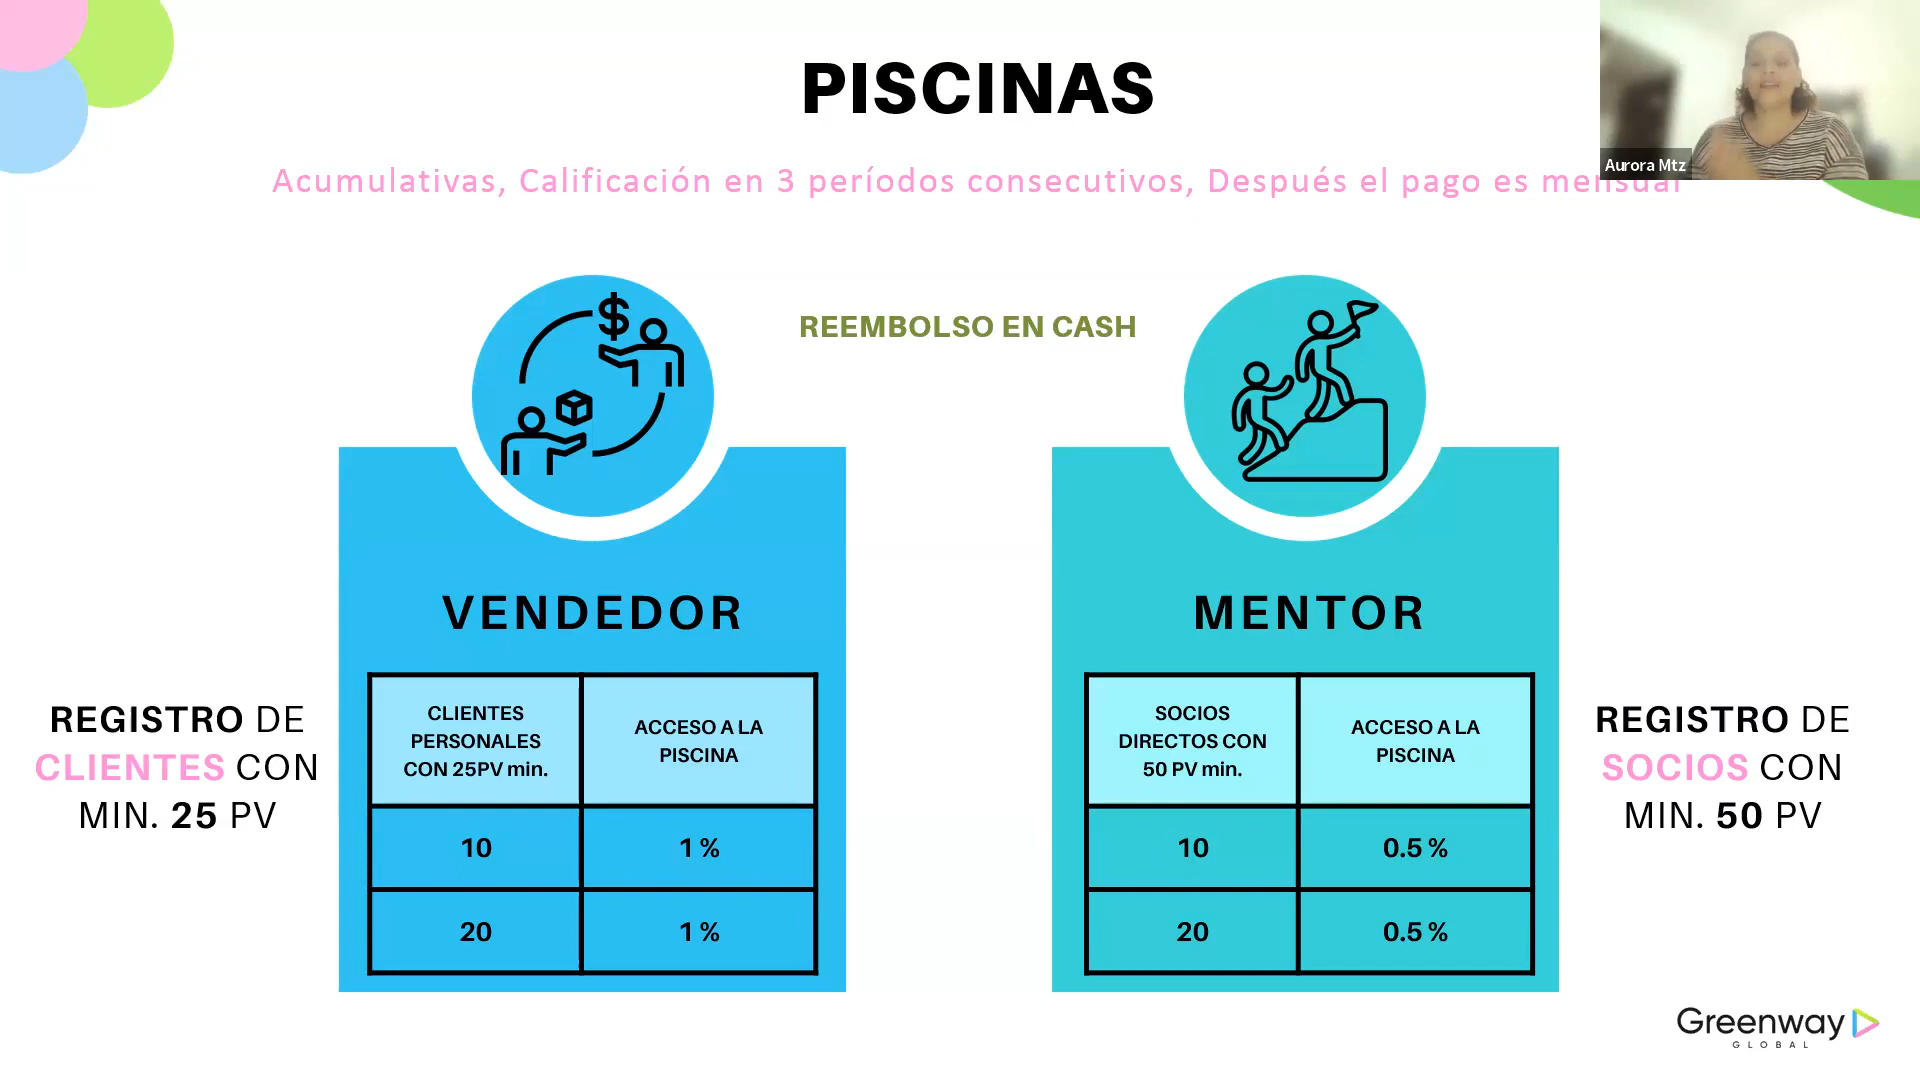 PISCINAS
Acumulativas, Calificación en 3 períodos consecutivos, Después el pago es mensual
Aurora Mtz
REEMBOLSO EN CASH
$
VENDEDOR
REGISTRO DE
CLIENTES CON
MIN. 25 PV
CLIENTES
PERSONALES
CON 25PV min.
ACCESO A LA
PISCINA
10
1 %
20
1 %
MENTOR
SOCIOS
DIRECTOS CON
50 PV min.
ACCESO A LA
PISCINA
10
0.5 %
20
0.5 %
REGISTRO DE
SOCIOS CON
MIN. 50 PV
Greenway
GLOBAL